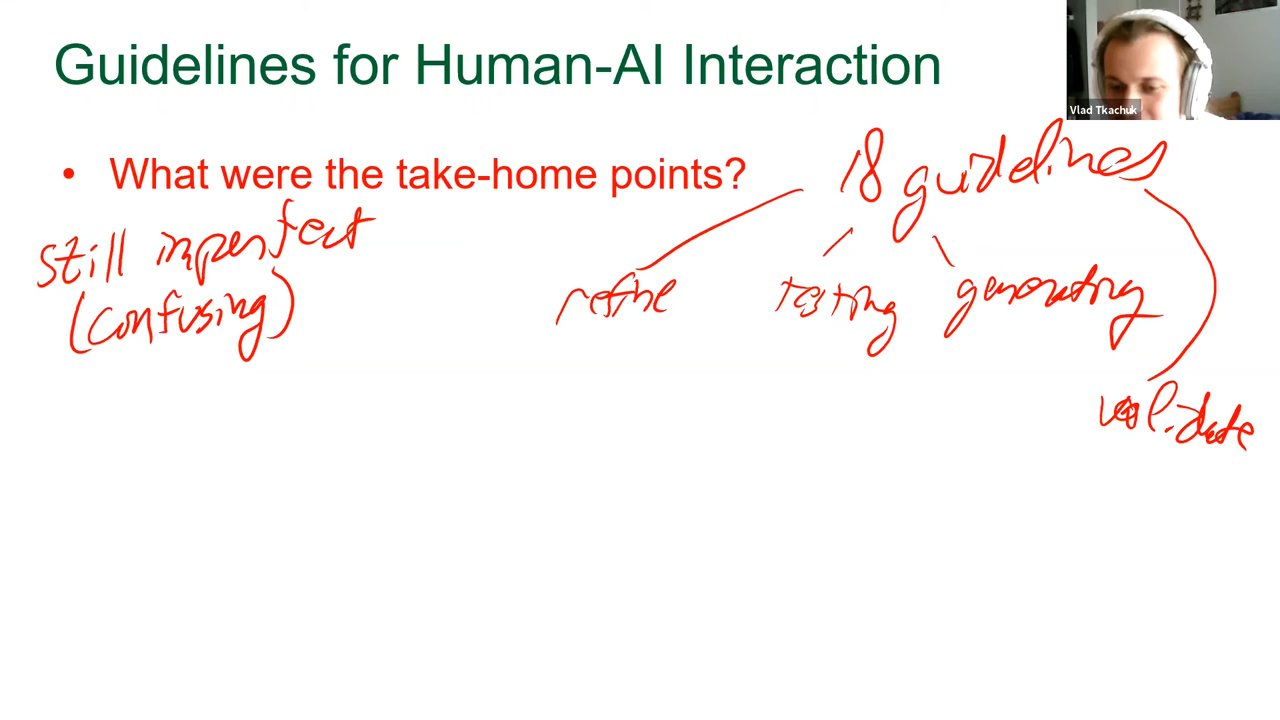 Guidelines for Human-AI Interaction
Vlad Tkachuk
• What were the take-home points?
18 guidelines
still imperfect
(confusing)
refine
testing
generating
validate